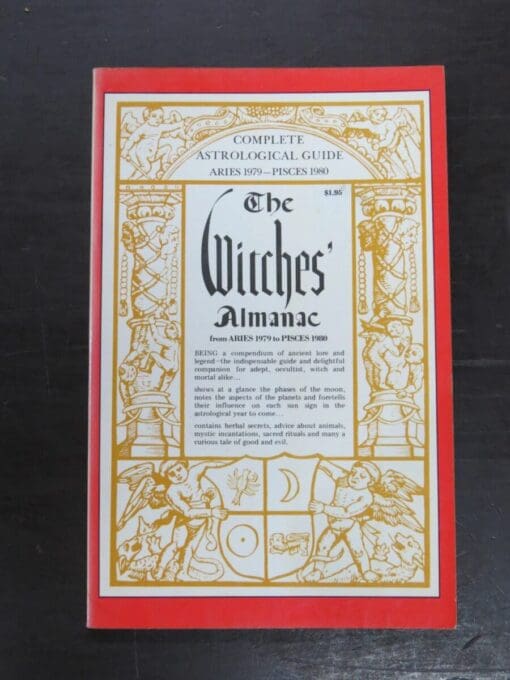 COMPLETE
ASTROLOGICAL GUIDE
ARIES 1979—PISCES 1980
$1.95
The
Witches'
Almanac
from ARIES 1979 to PISCES 1980
BEING a compendium of ancient lore and
legend—the indispensable guide and delightful
companion for adept, occultist, witch and
mortal alike...
shows at a glance the phases of the moon,
notes the aspects of the planets and foretells
their influence on each sun sign in the
astrological year to come...
contains herbal secrets, advice about animals,
mystic incantations, sacred rituals and many a
curious tale of good and evil.